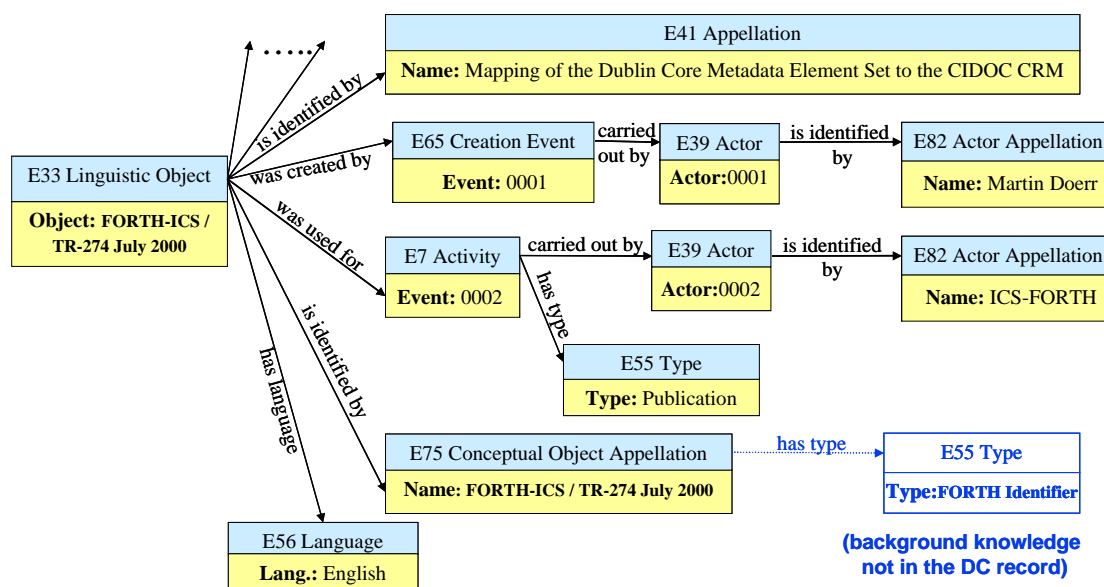 .....
E41 Appellation
Name: Mapping of the Dublin Core Metadata Element Set to the CIDOC CRM
is identified by
E33 Linguistic Object
Object: FORTH-ICS /
TR-274 July 2000
was created by
E65 Creation Event
Event: 0001
carried
out by
E39 Actor
Actor:0001
is identified
by
E82 Actor Appellation
Name: Martin Doerr
was used for
E7 Activity
Event: 0002
carried out by
E39 Actor
Actor:0002
is identified
by
E82 Actor Appellation
Name: ICS-FORTH
has type
E55 Type
Type: Publication
is identified by
E75 Conceptual Object Appellation
Name: FORTH-ICS / TR-274 July 2000
has type
E55 Type
Type:FORTH Identifier
(background knowledge
not in the DC record)
has language
E56 Language
Lang.: English